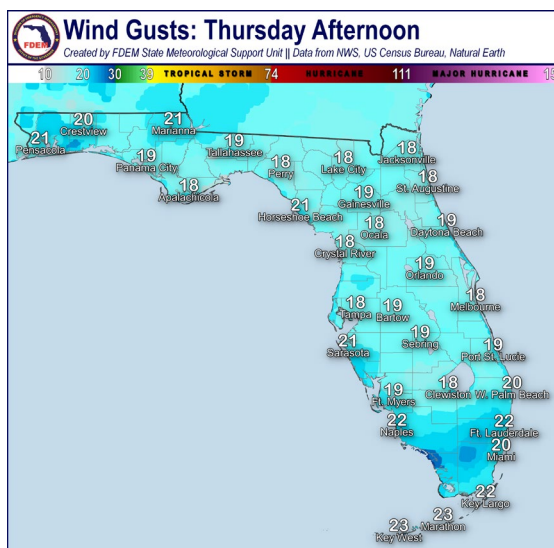 Wind Gusts: Thursday Afternoon
Created by FDEM State Meteorological Support Unit || Data from NWS, US Census Bureau, Natural Earth
FDEM
10 20 30 39 TROPICAL STORM 74 HURRICANE 111 MAJOR HURRICANE
20
Crestview
21
Marianna
21
Pensacola
19
Panama City
19
Tallahassee
18
Apalachicola
18
Perry
18
Lake City
18
Jacksonville
18
St. Augustine
21
Horseshoe Beach
19
Gainesville
18
Ocala
19
Daytona Beach
18
Crystal River
19
Orlando
18
Tampa
19
Bartow
18
Melbourne
21
Sarasota
19
Sebring
19
Port St. Lucie
19
Ft. Myers
18
Clewiston
20
W. Palm Beach
22
Naples
22
Ft. Lauderdale
20
Miami
22
Key Largo
23
Marathon
23
Key West